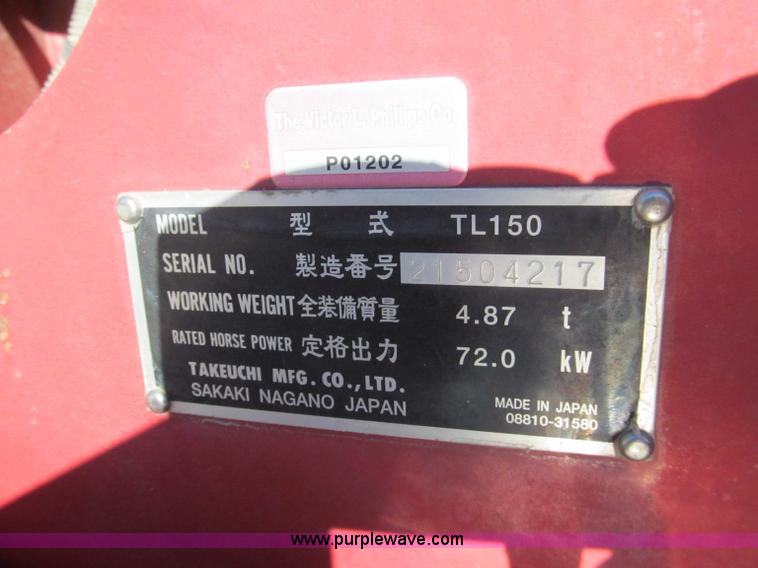 The Victor L. Phillips Co.
P01202
MODEL 型式 TL150
SERIAL NO. 製造番号 21504217
WORKING WEIGHT 全装備質量 4.87 t
RATED HORSE POWER 定格出力 72.0 kW
TAKEUCHI MFG. CO., LTD.
SAKAKI NAGANO JAPAN
MADE IN JAPAN
08810-31580
www.purplewave.com